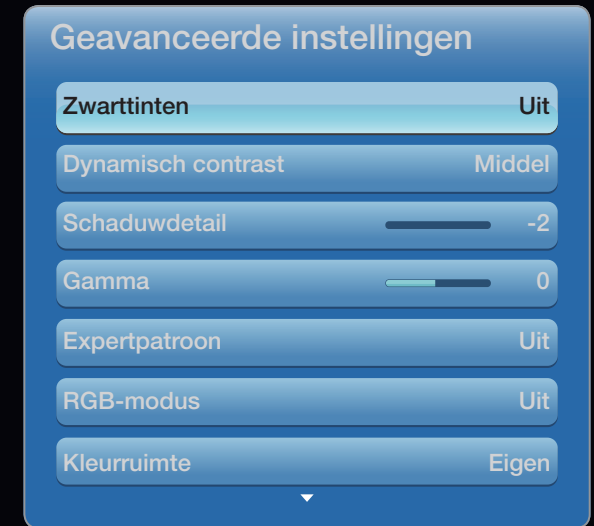 Geavanceerde instellingen
Zwarttinten Uit
Dynamisch contrast Middel
Schaduwdetail -2
Gamma 0
Expertpatroon Uit
RGB-modus Uit
Kleurruimte Eigen